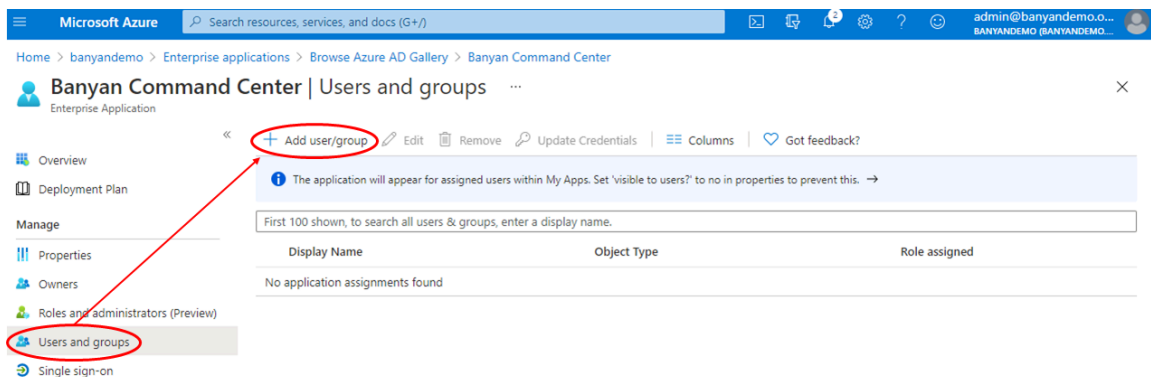 Microsoft Azure
Search resources, services, and docs (G+/)
2
admin@banyandemo.o...
BANYANDEMO (BANYANDEMO....
Home > banyandemo > Enterprise applications > Browse Azure AD Gallery > Banyan Command Center
Banyan Command Center | Users and groups ...
Enterprise Application
Add user/group
Edit
Remove
Update Credentials
Columns
Got feedback?
Overview
Deployment Plan
The application will appear for assigned users within My Apps. Set 'visible to users?' to no in properties to prevent this. →
Manage
First 100 shown, to search all users & groups, enter a display name.
Properties
Display Name
Object Type
Role assigned
Owners
No application assignments found
Roles and administrators (Preview)
Users and groups
Single sign-on